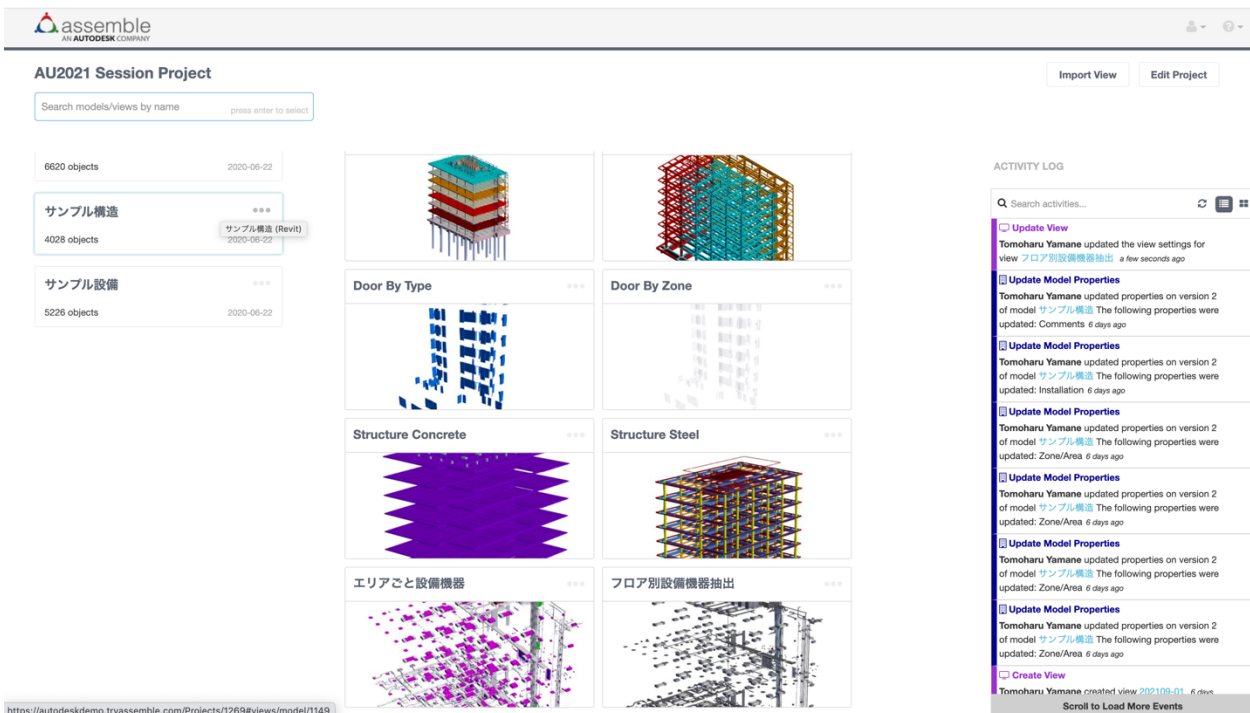 assemble
AN AUTODESK COMPANY
AU2021 Session Project
Import View
Edit Project
Search models/views by name
press enter to select
6620 objects
2020-06-22
サンプル構造
4028 objects
2020-06-22
サンプル構造 (Revit)
サンプル設備
5226 objects
2020-06-22
Door By Type
Door By Zone
Structure Concrete
Structure Steel
エリアごと設備機器
フロア別設備機器抽出
ACTIVITY LOG
Search activities...
Update View
Tomoharu Yamane updated the view settings for
view フロア別設備機器抽出 a few seconds ago
Update Model Properties
Tomoharu Yamane updated properties on version 2
of model サンプル構造 The following properties were
updated: Comments 6 days ago
Update Model Properties
Tomoharu Yamane updated properties on version 2
of model サンプル構造 The following properties were
updated: Installation 6 days ago
Update Model Properties
Tomoharu Yamane updated properties on version 2
of model サンプル構造 The following properties were
updated: Zone/Area 6 days ago
Update Model Properties
Tomoharu Yamane updated properties on version 2
of model サンプル構造 The following properties were
updated: Zone/Area 6 days ago
Update Model Properties
Tomoharu Yamane updated properties on version 2
of model サンプル構造 The following properties were
updated: Zone/Area 6 days ago
Update Model Properties
Tomoharu Yamane updated properties on version 2
of model サンプル構造 The following properties were
updated: Zone/Area 6 days ago
Create View
Tomoharu Yamane created view 202109-01 6 days
Scroll to Load More Events
https://autodeskdemo.tryassemble.com/Projects/1269#views/model/1149